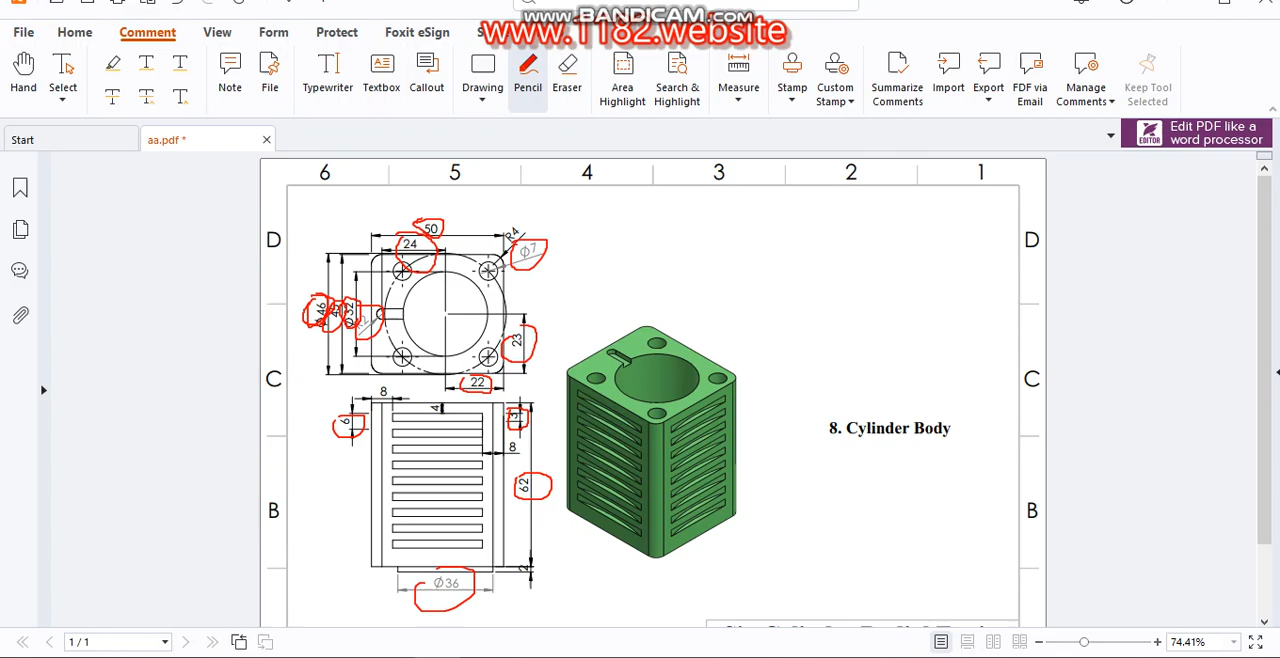 www.BANDICAM.com
www.1182.website
File Home Comment View Form Protect Foxit eSign
Hand Select Note File Typewriter Textbox Callout Drawing Pencil Eraser Area Highlight Search & Highlight Measure Stamp Custom Stamp Summarize Comments Import Export FDF via Email Manage Comments Keep Tool Selected
Start
aa.pdf *
EDITOR
Edit PDF like a word processor
6 5 4 3 2 1
D D
50
24
R4
Ø7
Ø46
Ø32
23
22
C C
8
4
6
3
8
8. Cylinder Body
62
B B
2
Ø36
1 / 1
74.41%